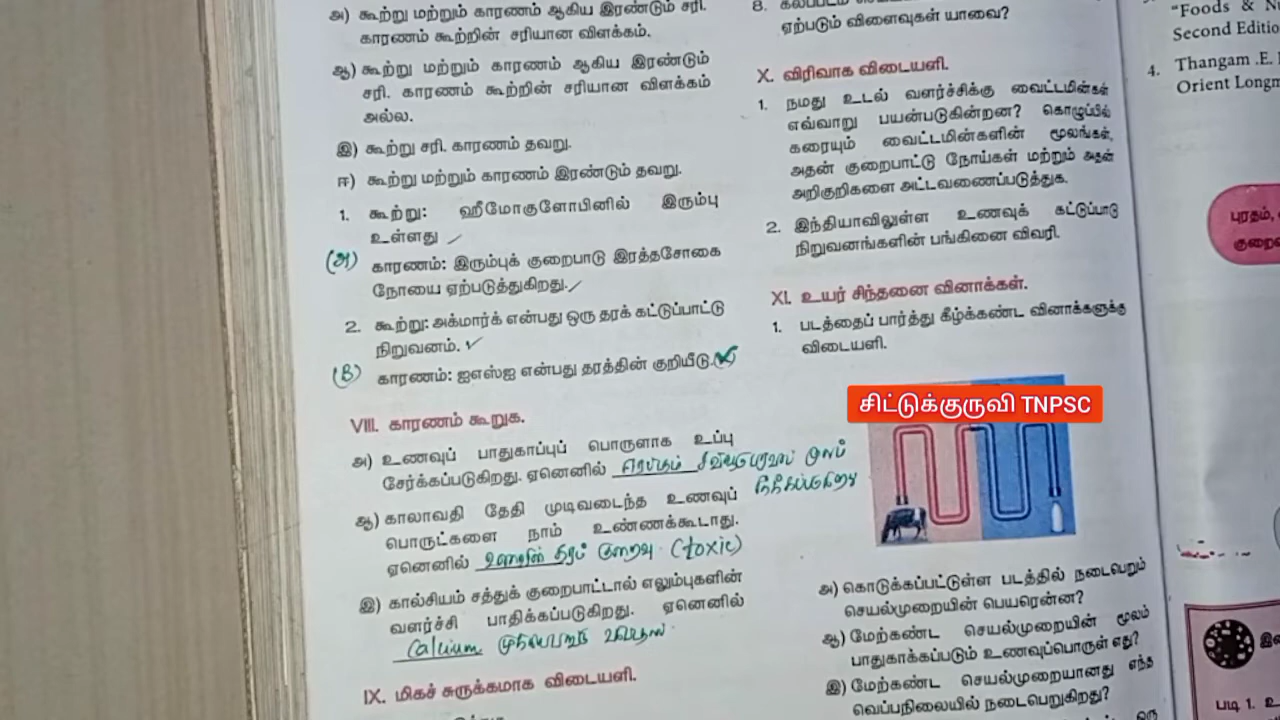 அ) கூற்று மற்றும் காரணம் ஆகிய இரண்டும் சரி.
காரணம் கூற்றின் சரியான விளக்கம்.
ஆ) கூற்று மற்றும் காரணம் ஆகிய இரண்டும்
சரி. காரணம் கூற்றின் சரியான விளக்கம்
அல்ல.
இ) கூற்று சரி. காரணம் தவறு.
ஈ) கூற்று மற்றும் காரணம் இரண்டும் தவறு.
1. கூற்று: ஹீமோகுளோபினில் இரும்பு
உள்ளது
(அ) காரணம்: இரும்புக் குறைபாடு இரத்தசோகை
நோயை ஏற்படுத்துகிறது.
2. கூற்று: அக்மார்க் என்பது ஒரு தரக் கட்டுப்பாட்டு
நிறுவனம்.
(B) காரணம்: ஐஎஸ்ஐ என்பது தரத்தின் குறியீடு.
VIII. காரணம் கூறுக.
அ) உணவுப் பாதுகாப்புப் பொருளாக உப்பு
சேர்க்கப்படுகிறது. ஏனெனில்
ஆ) காலாவதி தேதி முடிவடைந்த உணவுப்
பொருட்களை நாம் உண்ணக்கூடாது.
ஏனெனில் உணவின் தரம் குறைவு (toxic)
இ) கால்சியம் சத்துக் குறைபாட்டால் எலும்புகளின்
வளர்ச்சி பாதிக்கப்படுகிறது. ஏனெனில்
Calcium
IX. மிகச் சுருக்கமாக விடையளி.
8.
ஏற்படும் விளைவுகள் யாவை?
X. விரிவாக விடையளி.
1. நமது உடல் வளர்ச்சிக்கு வைட்டமின்கள்
எவ்வாறு பயன்படுகின்றன? கொழுப்பில்
கரையும் வைட்டமின்களின் மூலங்கள்,
அதன் குறைபாட்டு நோய்கள் மற்றும் அதன்
அறிகுறிகளை அட்டவணைப்படுத்துக.
2. இந்தியாவிலுள்ள உணவுக் கட்டுப்பாடு
நிறுவனங்களின் பங்கினை விவரி.
XI. உயர் சிந்தனை வினாக்கள்.
1. படத்தைப் பார்த்து கீழ்க்கண்ட வினாக்களுக்கு
விடையளி.
சிட்டுக்குருவி TNPSC
அ) கொடுக்கப்பட்டுள்ள படத்தில் நடைபெறும்
செயல்முறையின் பெயரென்ன?
ஆ) மேற்கண்ட செயல்முறையின் மூலம்
பாதுகாக்கப்படும் உணவுப்பொருள் எது?
இ) மேற்கண்ட செயல்முறையானது எந்த
வெப்பநிலையில் நடைபெறுகிறது?
"Foods &
Second
4. Thangam .E.
Orient
புரதம்,
படி 1.